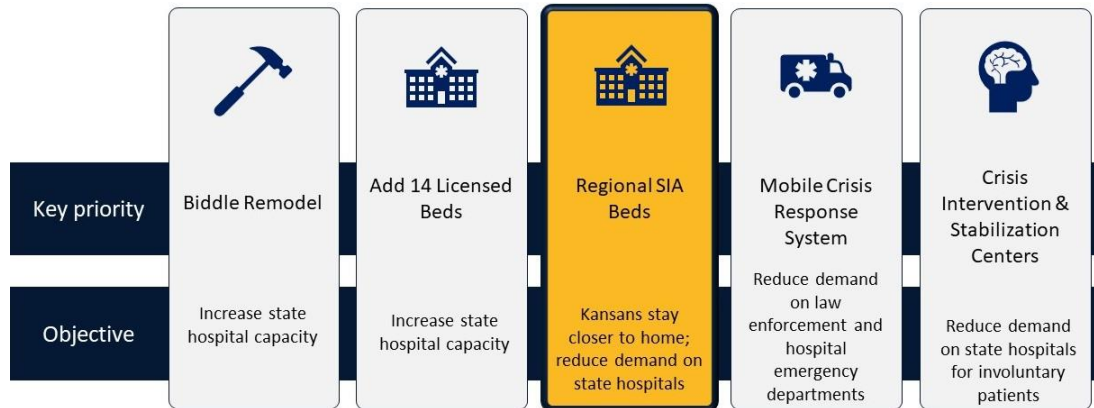 Key priority
Biddle Remodel
Add 14 Licensed
Beds
Regional SIA
Beds
Mobile Crisis
Response
System
Crisis
Intervention &
Stabilization
Centers
Objective
Increase state
hospital capacity
Increase state
hospital capacity
Kansans stay
closer to home;
reduce demand on
state hospitals
Reduce demand
on law
enforcement and
hospital
emergency
departments
Reduce demand
on state hospitals
for involuntary
patients